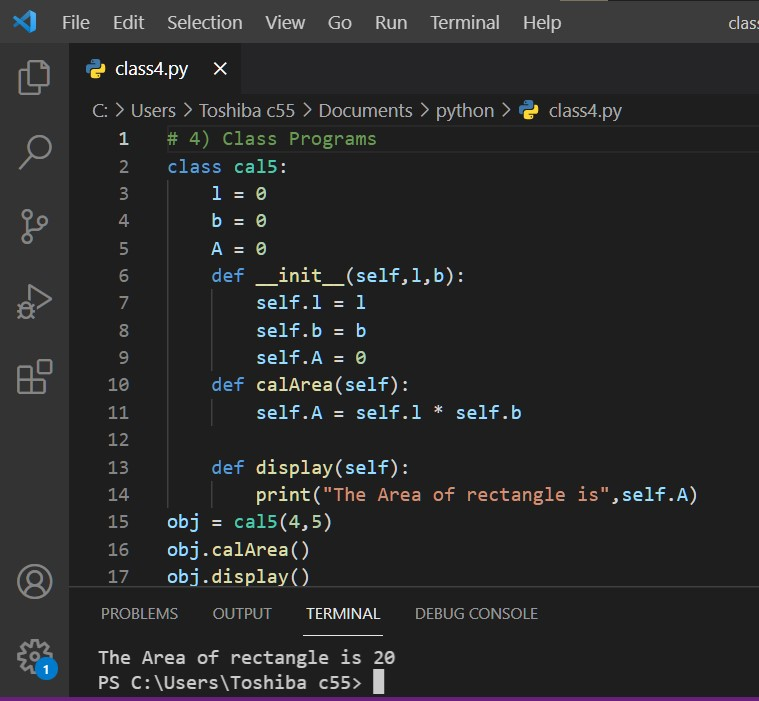 File Edit Selection View Go Run Terminal Help clas
class4.py
C: > Users > Toshiba c55 > Documents > python > class4.py
1 # 4) Class Programs
2 class cal5:
3     l = 0
4     b = 0
5     A = 0
6     def __init__(self,l,b):
7         self.l = l
8         self.b = b
9         self.A = 0
10     def calArea(self):
11         self.A = self.l * self.b
12
13     def display(self):
14         print("The Area of rectangle is",self.A)
15 obj = cal5(4,5)
16 obj.calArea()
17 obj.display()
PROBLEMS OUTPUT TERMINAL DEBUG CONSOLE
The Area of rectangle is 20
1
PS C:\Users\Toshiba c55>